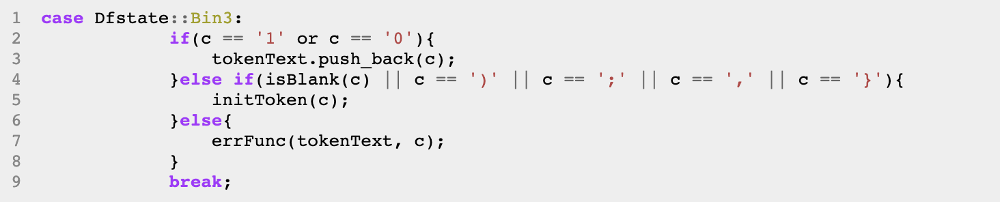 1 case Dfstate::Bin3:
2             if(c == '1' or c == '0'){
3                 tokenText.push_back(c);
4             }else if(isBlank(c) || c == ')' || c == ';' || c == ',' || c == '}'){
5                 initToken(c);
6             }else{
7                 errFunc(tokenText, c);
8             }
9             break;